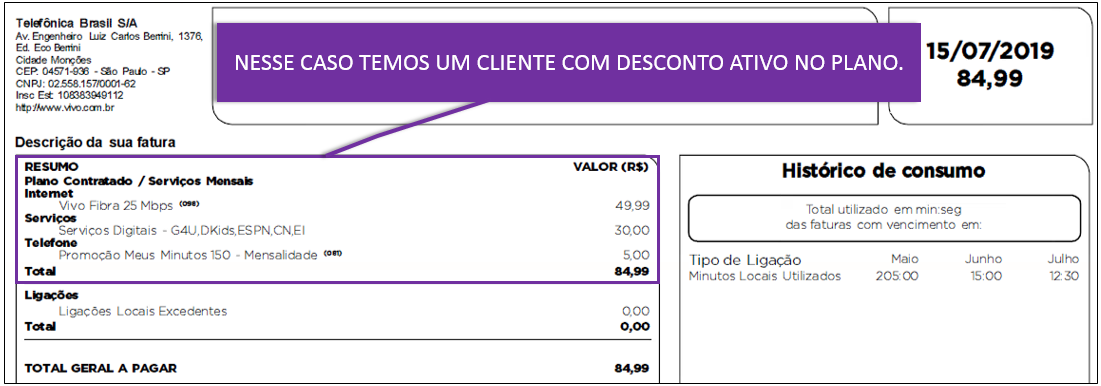 Telefônica Brasil S/A
Av. Engenheiro Luiz Carlos Berrini, 1376,
Ed. Eco Berrini
Cidade Monções
CEP: 04571-936 - São Paulo - SP
CNPJ: 02.558.157/0001-62
Insc Est: 108383949112
http://www.vivo.com.br
NESSE CASO TEMOS UM CLIENTE COM DESCONTO ATIVO NO PLANO.
15/07/2019
84,99
Descrição da sua fatura
RESUMO VALOR (R$)
Plano Contratado / Serviços Mensais
Internet
Vivo Fibra 25 Mbps (098) 49,99
Serviços
Serviços Digitais - G4U,DKids,ESPN,CN,EI 30,00
Telefone
Promoção Meus Minutos 150 - Mensalidade (081) 5,00
Total 84,99
Ligações
Ligações Locais Excedentes 0,00
Total 0,00
TOTAL GERAL A PAGAR 84,99
Histórico de consumo
Total utilizado em min:seg
das faturas com vencimento em:
Tipo de Ligação Maio Junho Julho
Minutos Locais Utilizados 205:00 15:00 12:30